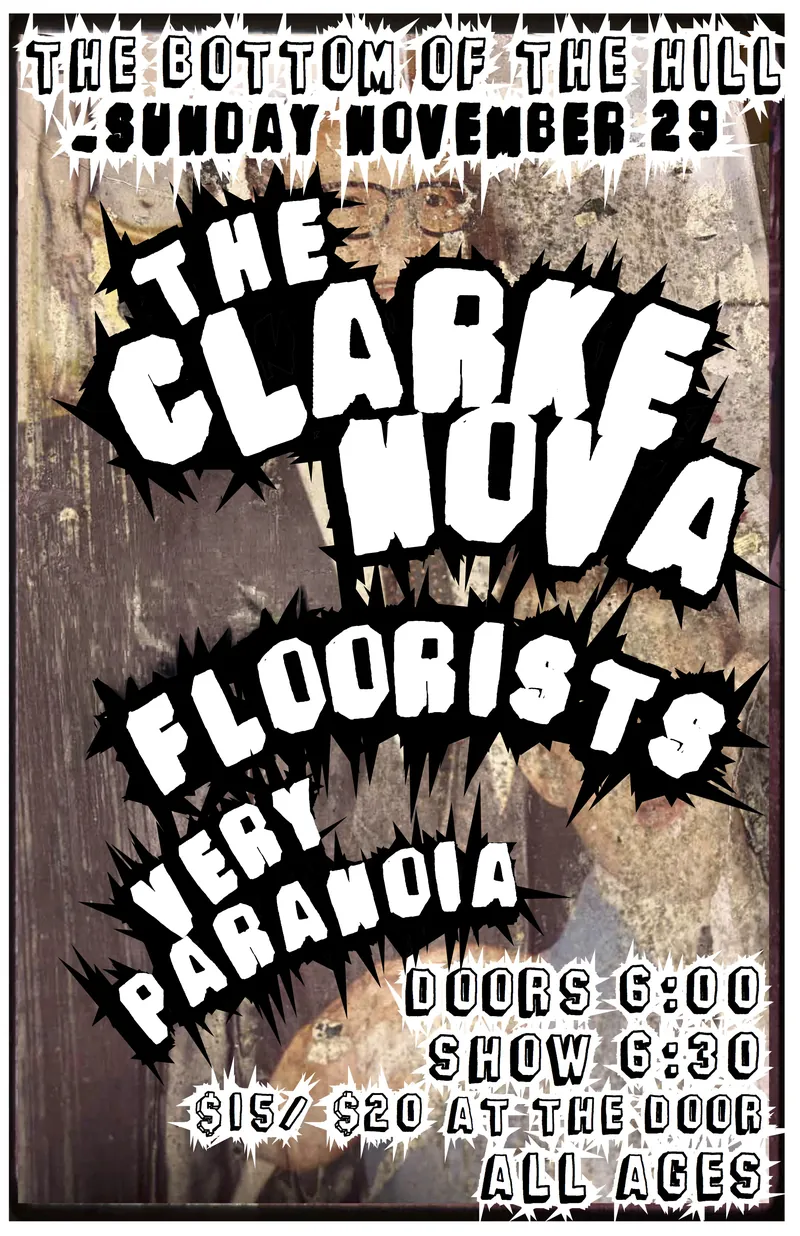 THE BOTTOM OF THE HILL
-SUNDAY NOVEMBER 29
THE
CLARKE
NOVA
FLOORISTS
VERY
PARANOIA
DOORS 6:00
SHOW 6:30
$15/ $20 AT THE DOOR
ALL AGES